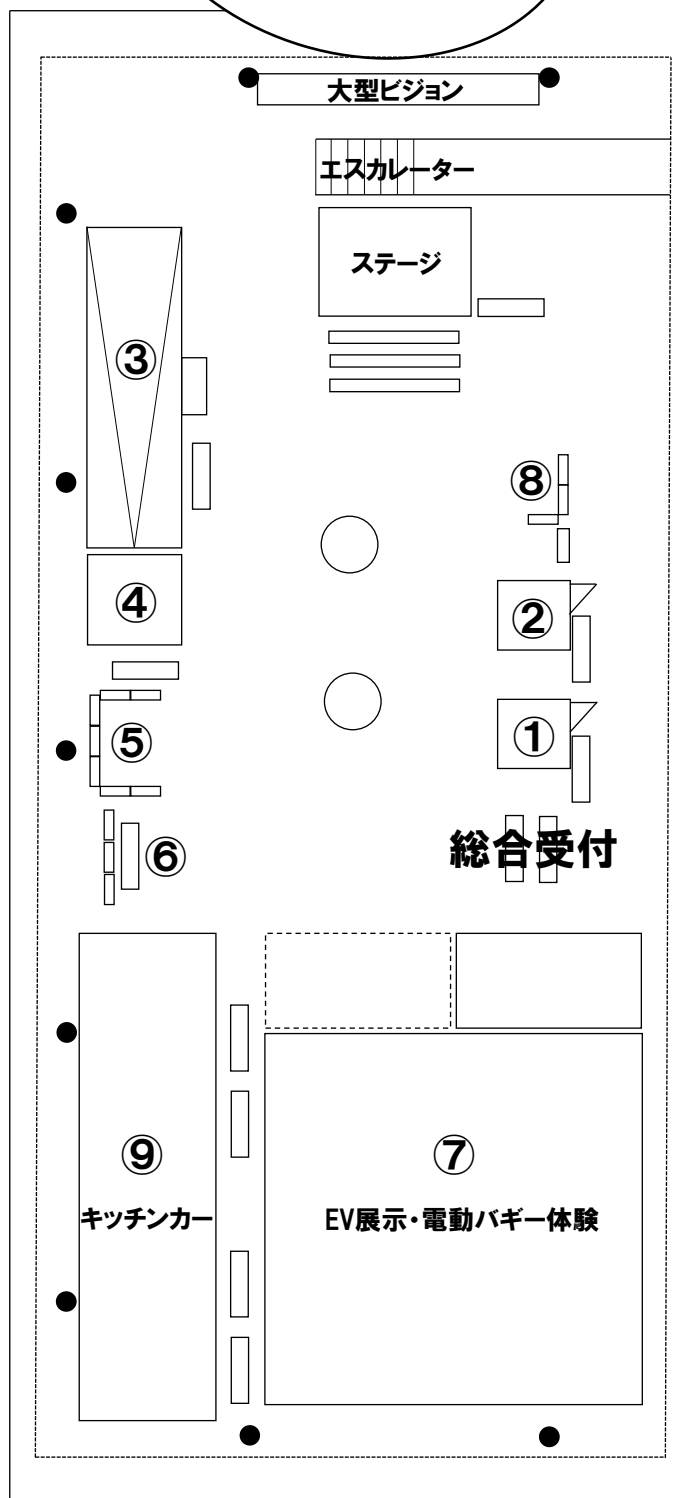 大型ビジョン
エスカレーター
ステージ
③
⑧
④
②
⑤
①
⑥
総合受付
⑨
キッチンカー
⑦
EV展示・電動バギー体験